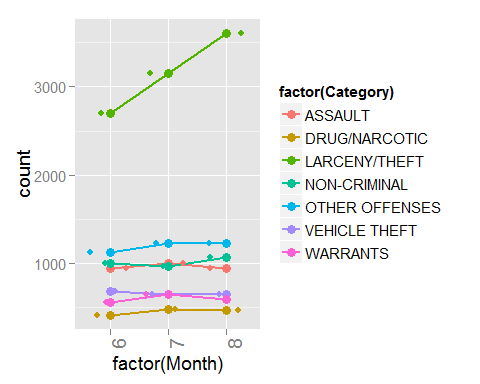 3000
2000
1000
count
6
7
8
factor(Month)
factor(Category)
ASSAULT
DRUG/NARCOTIC
LARCENY/THEFT
NON-CRIMINAL
OTHER OFFENSES
VEHICLE THEFT
WARRANTS